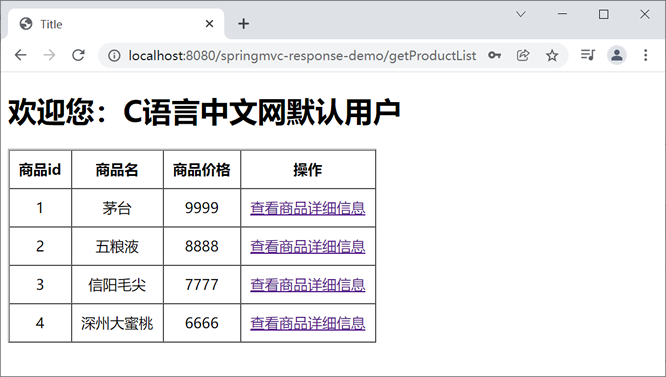 Title
localhost:8080/springmvc-response-demo/getProductList
欢迎您：C语言中文网默认用户
商品id 商品名 商品价格 操作
1 茅台 9999 查看商品详细信息
2 五粮液 8888 查看商品详细信息
3 信阳毛尖 7777 查看商品详细信息
4 深州大蜜桃 6666 查看商品详细信息